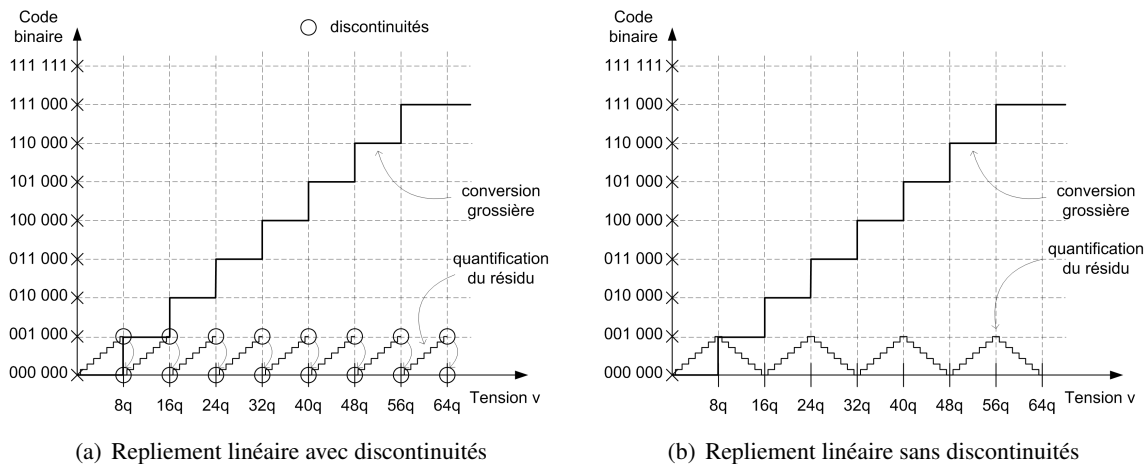 Code
binaire
discontinuités
111 111
111 000
110 000
101 000
100 000
011 000
010 000
001 000
000 000
conversion
grossière
quantification
du résidu
8q 16q 24q 32q 40q 48q 56q 64q
Tension v
(a) Repliement linéaire avec discontinuités
Code
binaire
111 111
111 000
110 000
101 000
100 000
011 000
010 000
001 000
000 000
conversion
grossière
quantification
du résidu
8q 16q 24q 32q 40q 48q 56q 64q
Tension v
(b) Repliement linéaire sans discontinuités